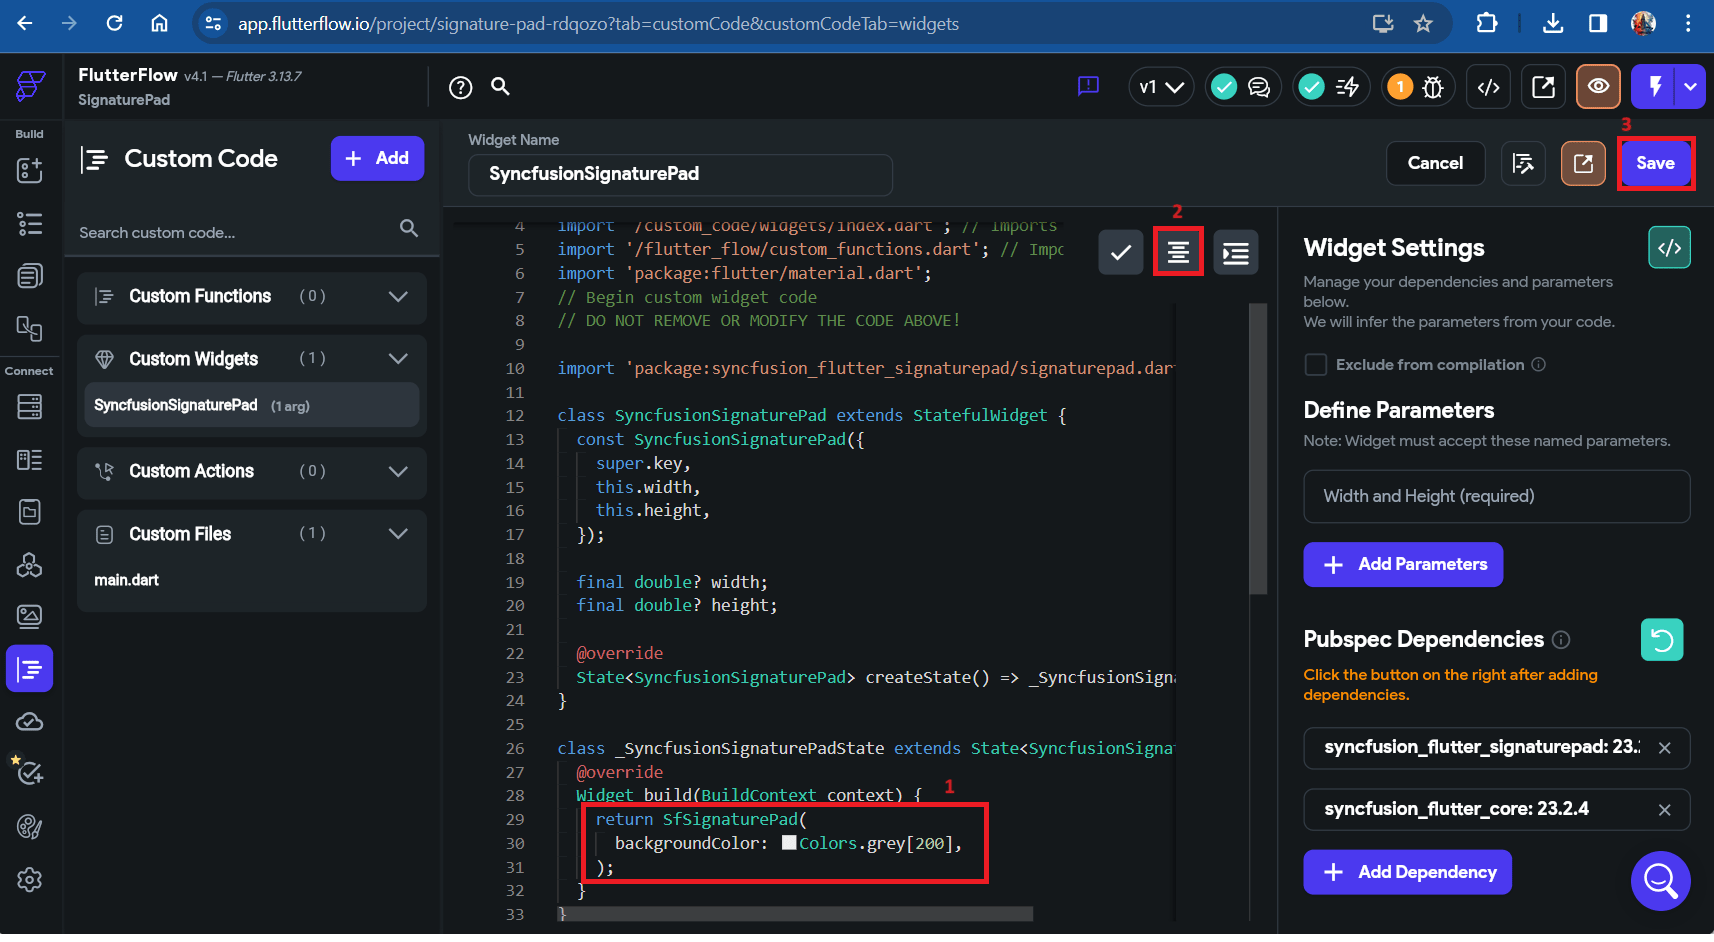 app.flutterflow.io/project/signature-pad-rdqozo?tab=customCode&customCodeTab=widgets
FlutterFlow v4.1 — Flutter 3.13.7
SignaturePad
v1
1
Build
Connect
Custom Code
+ Add
Search custom code...
Custom Functions (0)
Custom Widgets (1)
SyncfusionSignaturePad (1 arg)
Custom Actions (0)
Custom Files (1)
main.dart
Widget Name
SyncfusionSignaturePad
Cancel
3
Save
2
4 import '/custom_code/widgets/index.dart'; // Imports
5 import '/flutter_flow/custom_functions.dart'; // Impo
6 import 'package:flutter/material.dart';
7 // Begin custom widget code
8 // DO NOT REMOVE OR MODIFY THE CODE ABOVE!
9
10 import 'package:syncfusion_flutter_signaturepad/signaturepad.dar
11
12 class SyncfusionSignaturePad extends StatefulWidget {
13 const SyncfusionSignaturePad({
14 super.key,
15 this.width,
16 this.height,
17 });
18
19 final double? width;
20 final double? height;
21
22 @override
23 State<SyncfusionSignaturePad> createState() => _SyncfusionSign
24 }
25
26 class _SyncfusionSignaturePadState extends State<SyncfusionSigna
27 @override
28 Widget build(BuildContext context) {
1
29 return SfSignaturePad(
30 backgroundColor: Colors.grey[200],
31 );
32 }
33 }
Widget Settings
Manage your dependencies and parameters
below.
We will infer the parameters from your code.
Exclude from compilation
Define Parameters
Note: Widget must accept these named parameters.
Width and Height (required)
+ Add Parameters
Pubspec Dependencies
Click the button on the right after adding
dependencies.
syncfusion_flutter_signaturepad: 23.
syncfusion_flutter_core: 23.2.4
+ Add Dependency